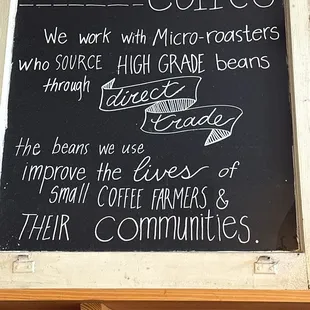 COFFEE
We work with Micro-roasters
who SOURCE HIGH GRADE beans
through direct
trade
the beans we use
improve the lives of
small COFFEE FARMERS &
THEIR communities.